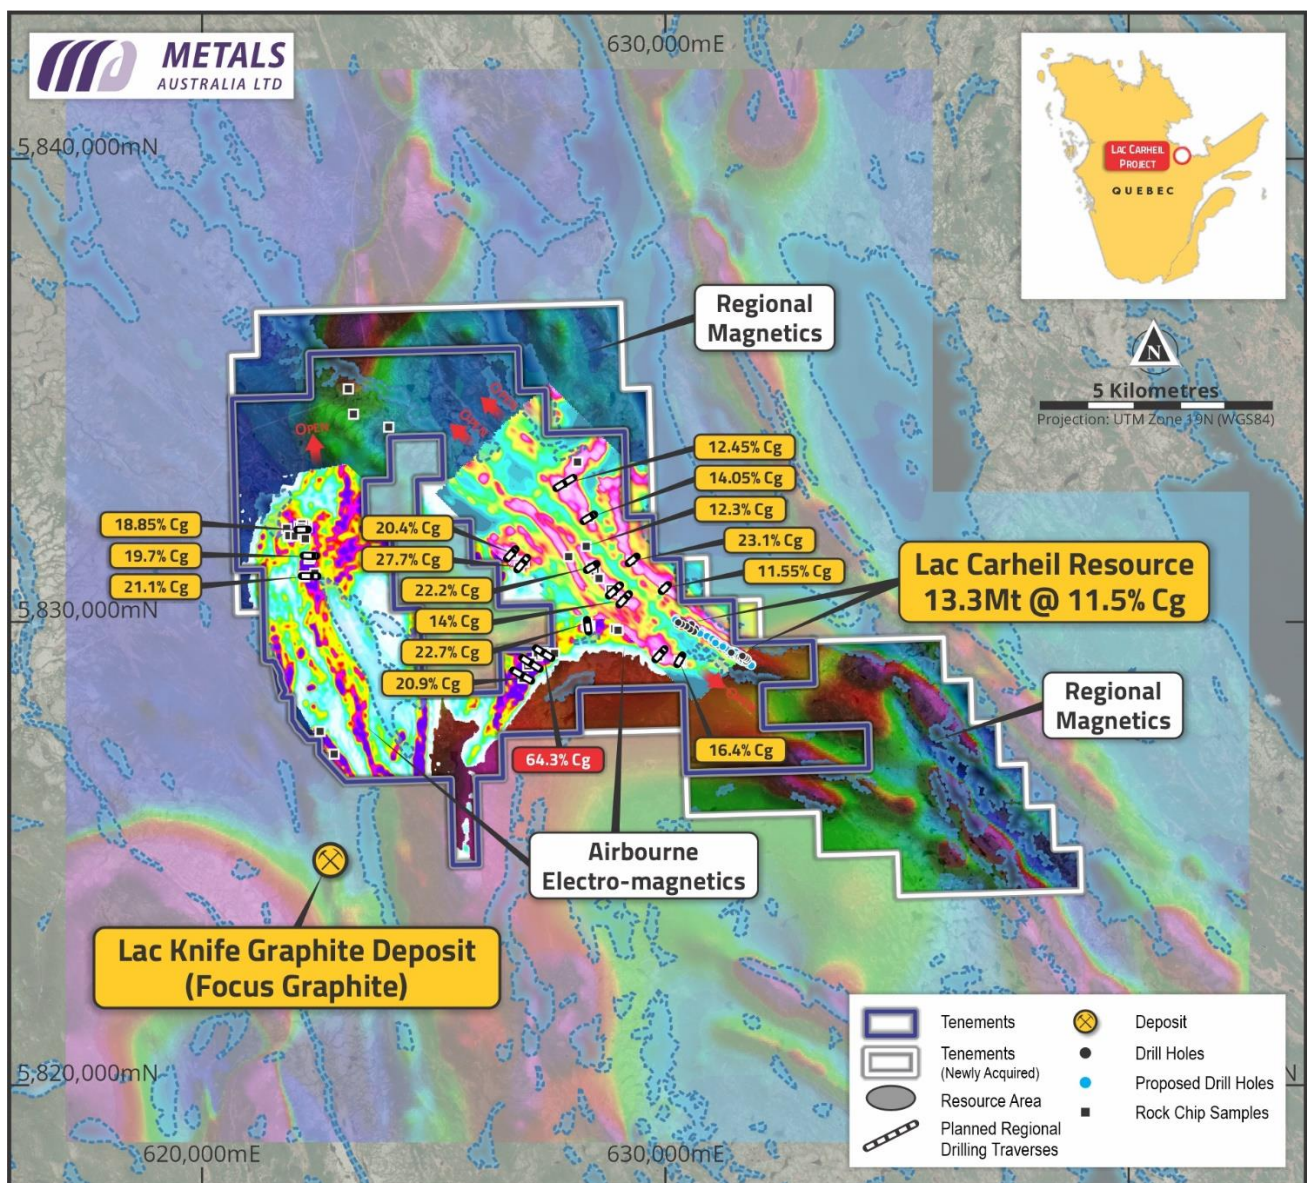 METALS
AUSTRALIA LTD
630,000mE
5,840,000mN
LAC CARHEIL
PROJECT
QUEBEC
Regional
Magnetics
N
5 Kilometres
Projection: UTM Zone 19N (WGS84)
OPEN
OPEN
OPEN
12.45% Cg
14.05% Cg
12.3% Cg
23.1% Cg
11.55% Cg
18.85% Cg
19.7% Cg
21.1% Cg
20.4% Cg
27.7% Cg
22.2% Cg
14% Cg
22.7% Cg
20.9% Cg
Lac Carheil Resource
13.3Mt @ 11.5% Cg
5,830,000mN
Regional
Magnetics
16.4% Cg
64.3% Cg
Airbourne
Electro-magnetics
Lac Knife Graphite Deposit
(Focus Graphite)
5,820,000mN
620,000mE
630,000mE
Tenements
Tenements
(Newly Acquired)
Resource Area
Planned Regional
Drilling Traverses
Deposit
Drill Holes
Proposed Drill Holes
Rock Chip Samples